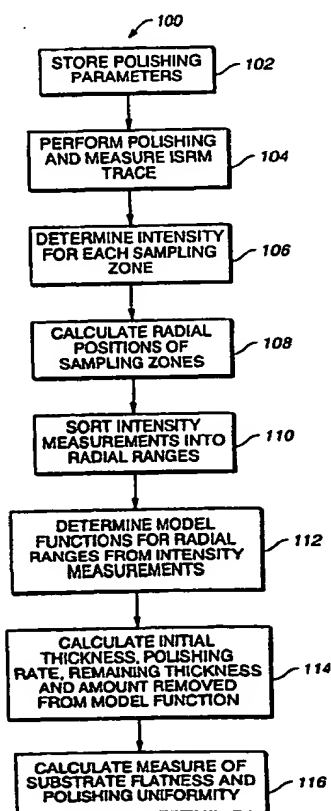 100
STORE POLISHING
PARAMETERS
102
PERFORM POLISHING
AND MEASURE ISRM
TRACE
104
DETERMINE INTENSITY
FOR EACH SAMPLING
ZONE
106
CALCULATE RADIAL
POSITIONS OF
SAMPLING ZONES
108
SORT INTENSITY
MEASUREMENTS INTO
RADIAL RANGES
110
DETERMINE MODEL
FUNCTIONS FOR RADIAL
RANGES FROM INTENSITY
MEASUREMENTS
112
CALCULATE INITIAL
THICKNESS, POLISHING
RATE, REMAINING THICKNESS
AND AMOUNT REMOVED
FROM MODEL FUNCTION
114
CALCULATE MEASURE OF
SUBSTRATE FLATNESS AND
POLISHING UNIFORMITY
116